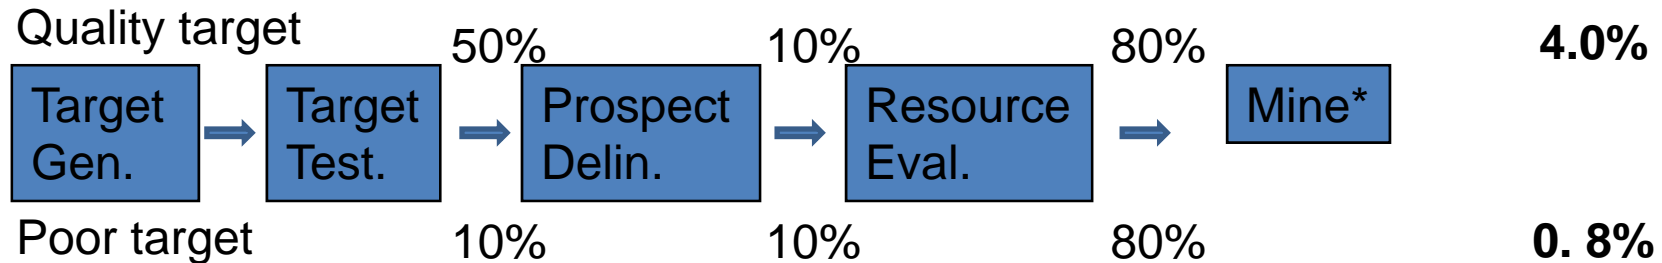 Quality target
50% 10% 80% 4.0%
Target Gen.
Target Test.
Prospect Delin.
Resource Eval.
Mine*
Poor target 10% 10% 80% 0. 8%